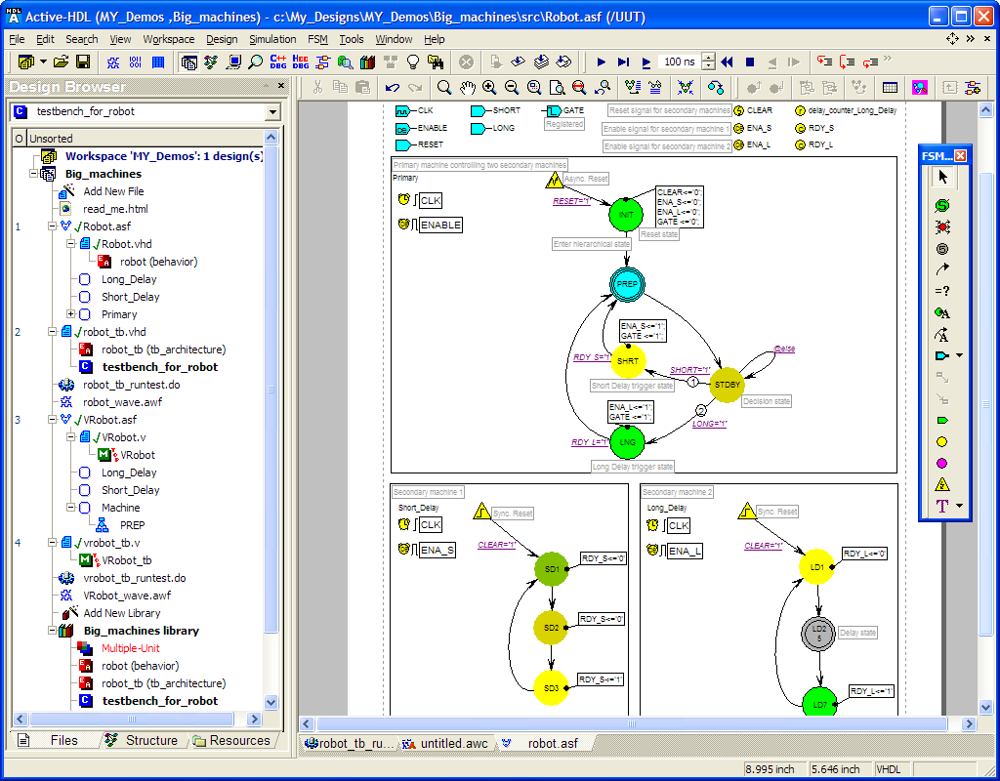 Active-HDL (MY_Demos ,Big_machines) - c:\My_Designs\MY_Demos\Big_machines\src\Robot.asf (/UUT)
File Edit Search View Workspace Design Simulation FSM Tools Window Help
100 ns
Design Browser
testbench_for_robot
O Unsorted
Workspace 'MY_Demos': 1 design(s)
Big_machines
Add New File
read_me.html
1 Robot.asf
Robot.vhd
robot (behavior)
Long_Delay
Short_Delay
Primary
2 robot_tb.vhd
robot_tb (tb_architecture)
testbench_for_robot
robot_tb_runtest.do
robot_wave.awf
3 VRobot.asf
VRobot.v
VRobot
Long_Delay
Short_Delay
Machine
PREP
4 vrobot_tb.v
VRobot_tb
vrobot_tb_runtest.do
VRobot_wave.awf
Add New Library
Big_machines library
Multiple-Unit
robot (behavior)
robot_tb (tb_architecture)
testbench_for_robot
Files Structure Resources
CLK SHORT GATE Reset signal for secondary machines CLEAR delay_counter_Long_Delay
ENABLE LONG Registered Enable signal for secondary machine 1 ENA_S RDY_S
RESET Enable signal for secondary machine 2 ENA_L RDY_L
Primary machine controlling two secondary machines
Primary
CLK
ENABLE
Async. Reset
RESET='1'
INIT
CLEAR<='0';
ENA_S<='0';
ENA_L<='0';
GATE <='0';
Reset state
Enter hierarchical state
PREP
ENA_S<='1';
GATE <='1';
RDY_S='1'
SHRT
Short Delay trigger state
SHORT='1'
1
@else
STDBY
Decision state
2
LONG='1'
ENA_L<='1';
GATE <='1';
RDY_L='1'
LNG
Long Delay trigger state
Secondary machine 1
Short_Delay
CLK
ENA_S
Sync. Reset
CLEAR='1'
SD1
RDY_S<='0'
SD2
RDY_S<='0'
SD3
RDY_S<='1'
Secondary machine 2
Long_Delay
CLK
ENA_L
Sync. Reset
CLEAR='1'
LD1
RDY_L<='0'
LD2
5
Delay state
LD7
RDY_L<='1'
FSM...
=?
robot_tb_ru... untitled.awc robot.asf
8.995 inch 5.646 inch VHDL